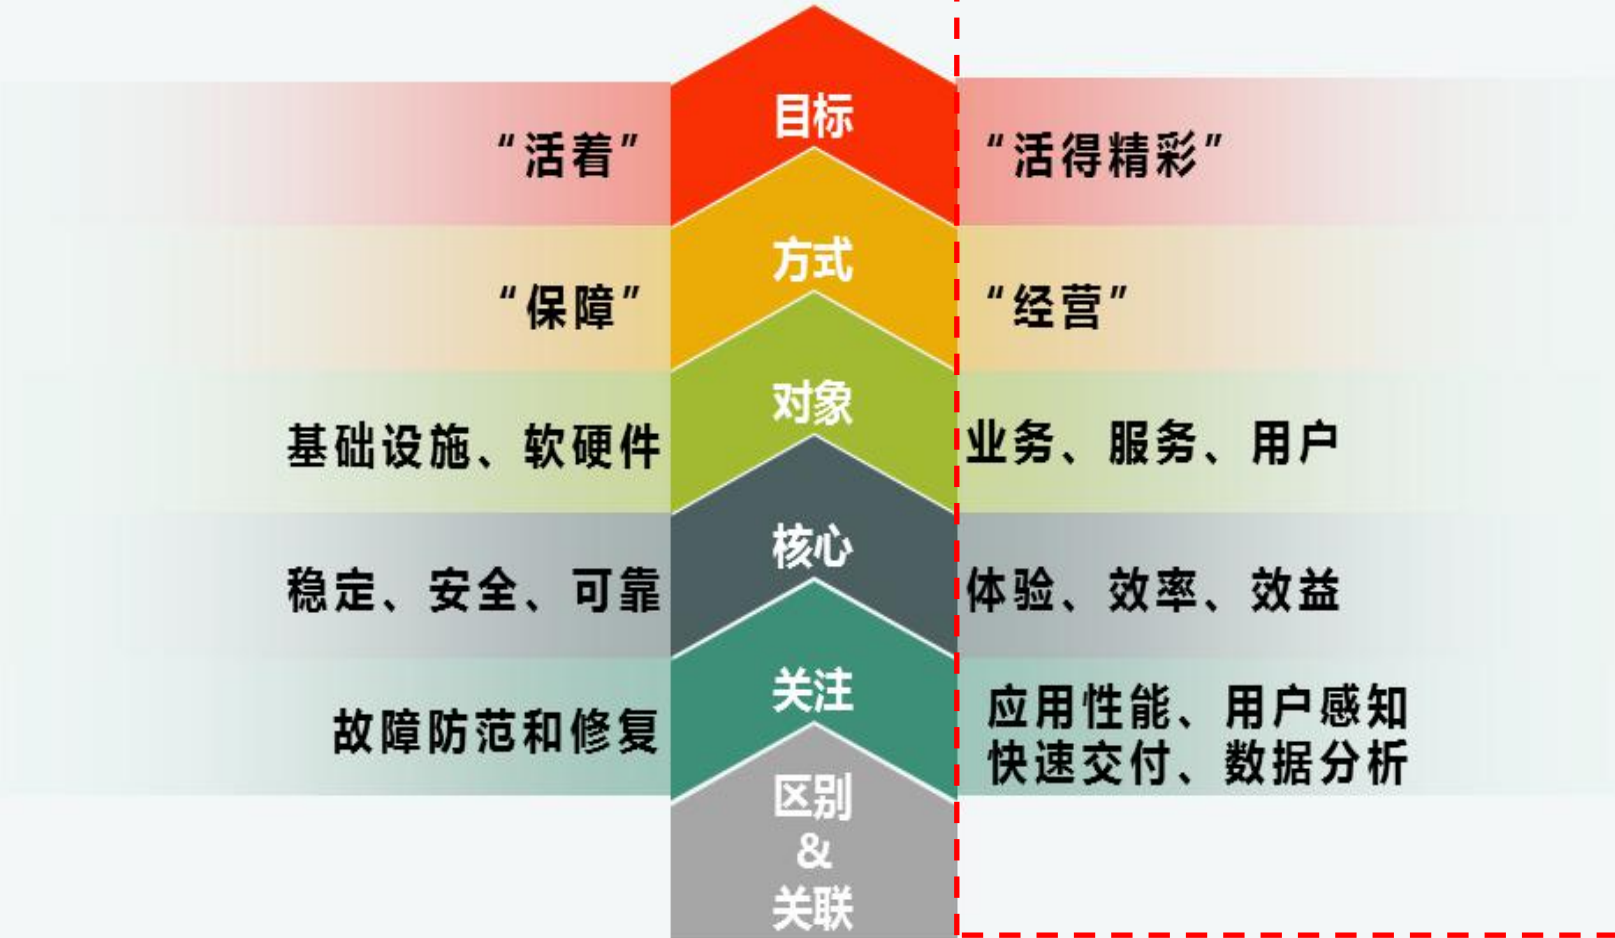 目标
“活着”
“活得精彩”
方式
“保障”
“经营”
对象
基础设施、软硬件
业务、服务、用户
核心
稳定、安全、可靠
体验、效率、效益
关注
故障防范和修复
应用性能、用户感知
快速交付、数据分析
区别
&
关联